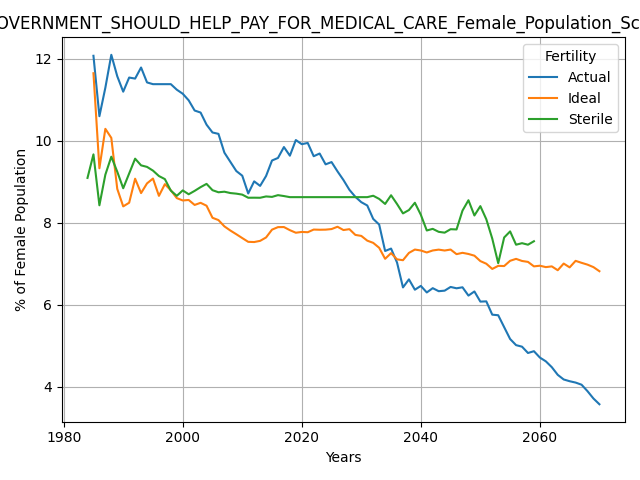 OVERNMENT_SHOULD_HELP_PAY_FOR_MEDICAL_CARE_Female_Population_Sc
Fertility
Actual
Ideal
Sterile
% of Female Population
12
10
8
6
4
1980 2000 2020 2040 2060
Years